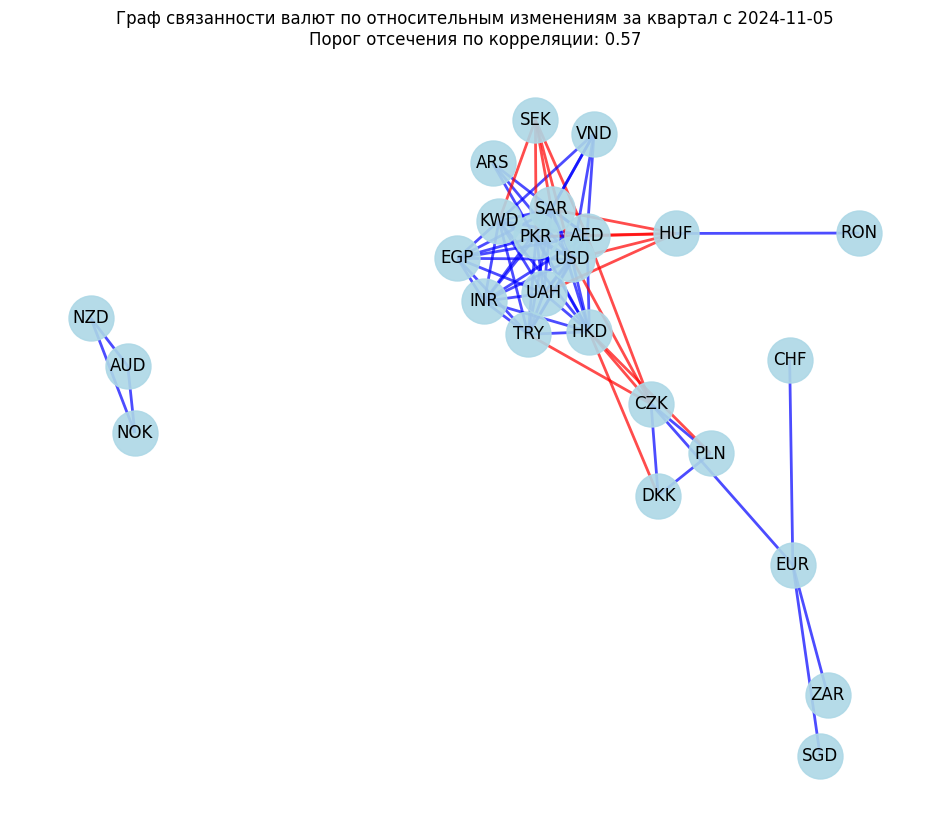 Граф связанности валют по относительным изменениям за квартал с 2024-11-05
Порог отсечения по корреляции: 0.57
SEK
VND
ARS
SAR
KWD
PKR
AED
HUF
RON
EGP
USD
UAH
INR
NZD
TRY
HKD
AUD
CHF
CZK
NOK
PLN
DKK
EUR
ZAR
SGD